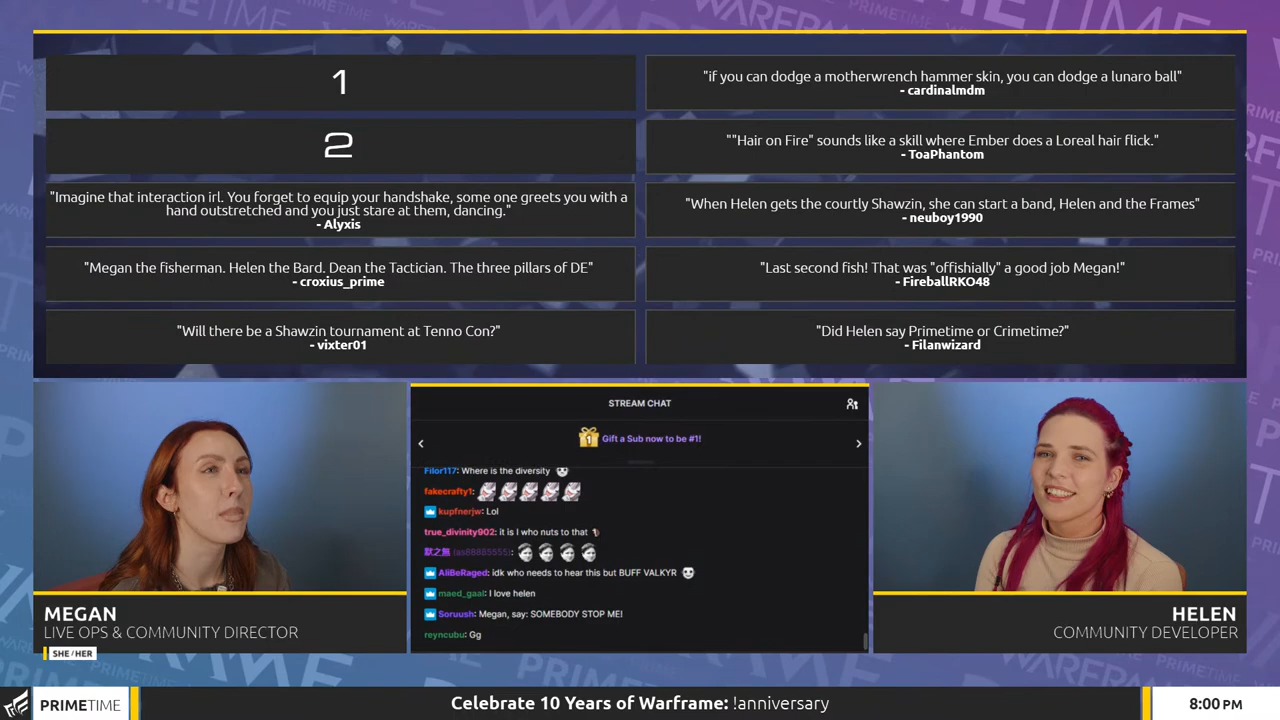 1
2
"Imagine that interaction irl. You forget to equip your handshake, some one greets you with a
hand outstretched and you just stare at them, dancing."
- Alyxis
"Megan the fisherman. Helen the Bard. Dean the Tactician. The three pillars of DE"
- croxius_prime
"Will there be a Shawzin tournament at Tenno Con?"
- vixter01
"if you can dodge a motherwrench hammer skin, you can dodge a lunaro ball"
- cardinalmdm
""Hair on Fire" sounds like a skill where Ember does a Loreal hair flick."
- ToaPhantom
"When Helen gets the courtly Shawzin, she can start a band, Helen and the Frames"
- neuboy1990
"Last second fish! That was "offishially" a good job Megan!"
- FireballRKO48
"Did Helen say Primetime or Crimetime?"
- Filanwizard
STREAM CHAT
1 Gift a Sub now to be #1!
Filor117: Where is the diversity
fakecrafty1:
kupfnerjw: Lol
true_divinity902: it is I who nuts to that
默之無 (as88885555):
AliBeRaged: idk who needs to hear this but BUFF VALKYR
maed_gaal: I love helen
Soruush: Megan, say: SOMEBODY STOP ME!
reyncubu: Gg
MEGAN
LIVE OPS & COMMUNITY DIRECTOR
SHE/HER
HELEN
COMMUNITY DEVELOPER
PRIMETIME
Celebrate 10 Years of Warframe: !anniversary
8:00 PM